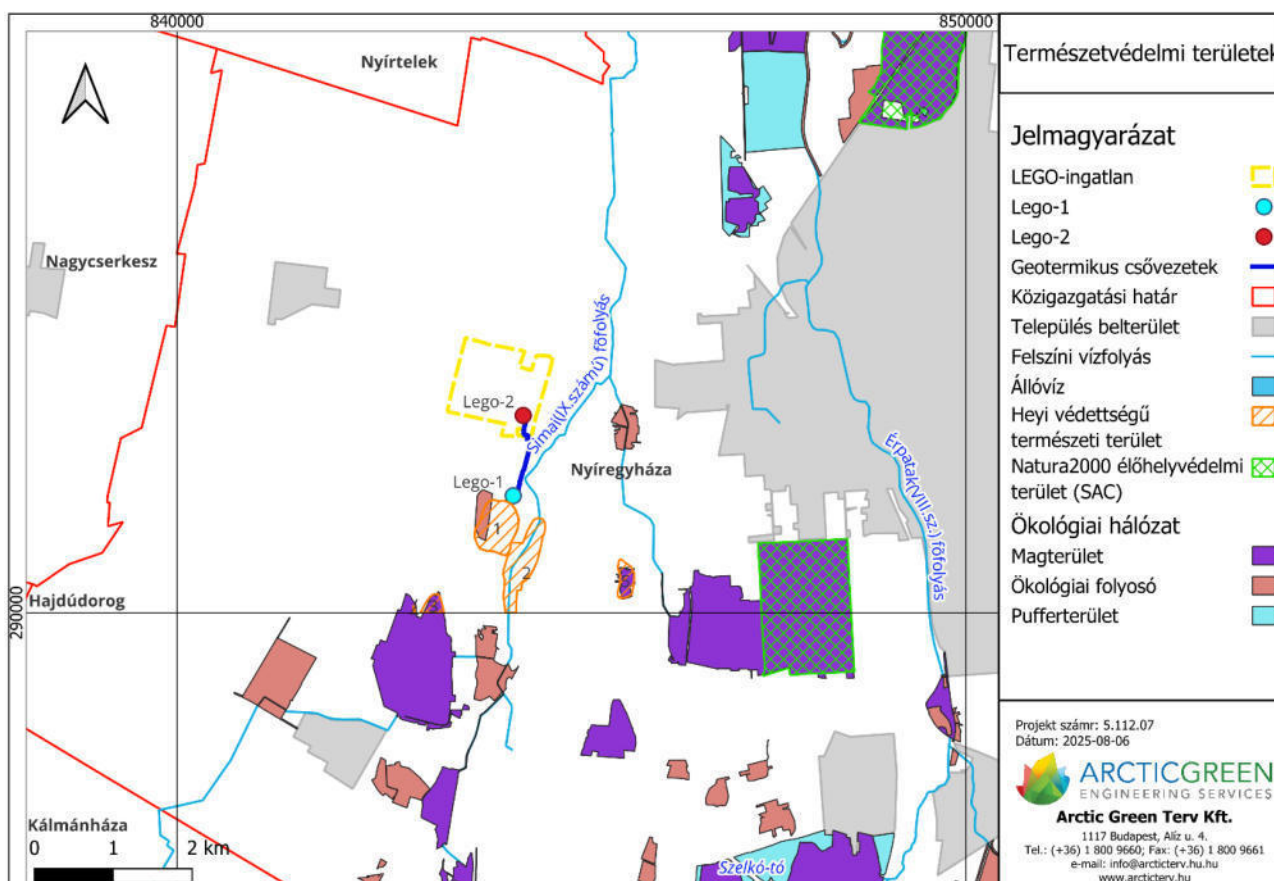 840000
850000
290000
Nyírtelek
Nagycserkesz
Lego-2
Simai(IX.számú) főfolyás
Nyíregyháza
Lego-1
1
2
Érpatak(VIII.sz.) főfolyás
Hajdúdorog
Kálmánháza
0 1 2 km
Szelkó-tó
Természetvédelmi területek
Jelmagyarázat
LEGO-ingatlan
Lego-1
Lego-2
Geotermikus csővezetek
Közigazgatási határ
Település belterület
Felszíni vízfolyás
Állóvíz
Heyi védettségű
természeti terület
Natura2000 élőhelyvédelmi
terület (SAC)
Ökológiai hálózat
Magterület
Ökológiai folyosó
Pufferterület
Projekt számr: 5.112.07
Dátum: 2025-08-06
ARCTICGREEN
ENGINEERING SERVICES
Arctic Green Terv Kft.
1117 Budapest, Alíz u. 4.
Tel.: (+36) 1 800 9660; Fax: (+36) 1 800 9661
e-mail: info@arcticterv.hu.hu
www.arcticterv.hu